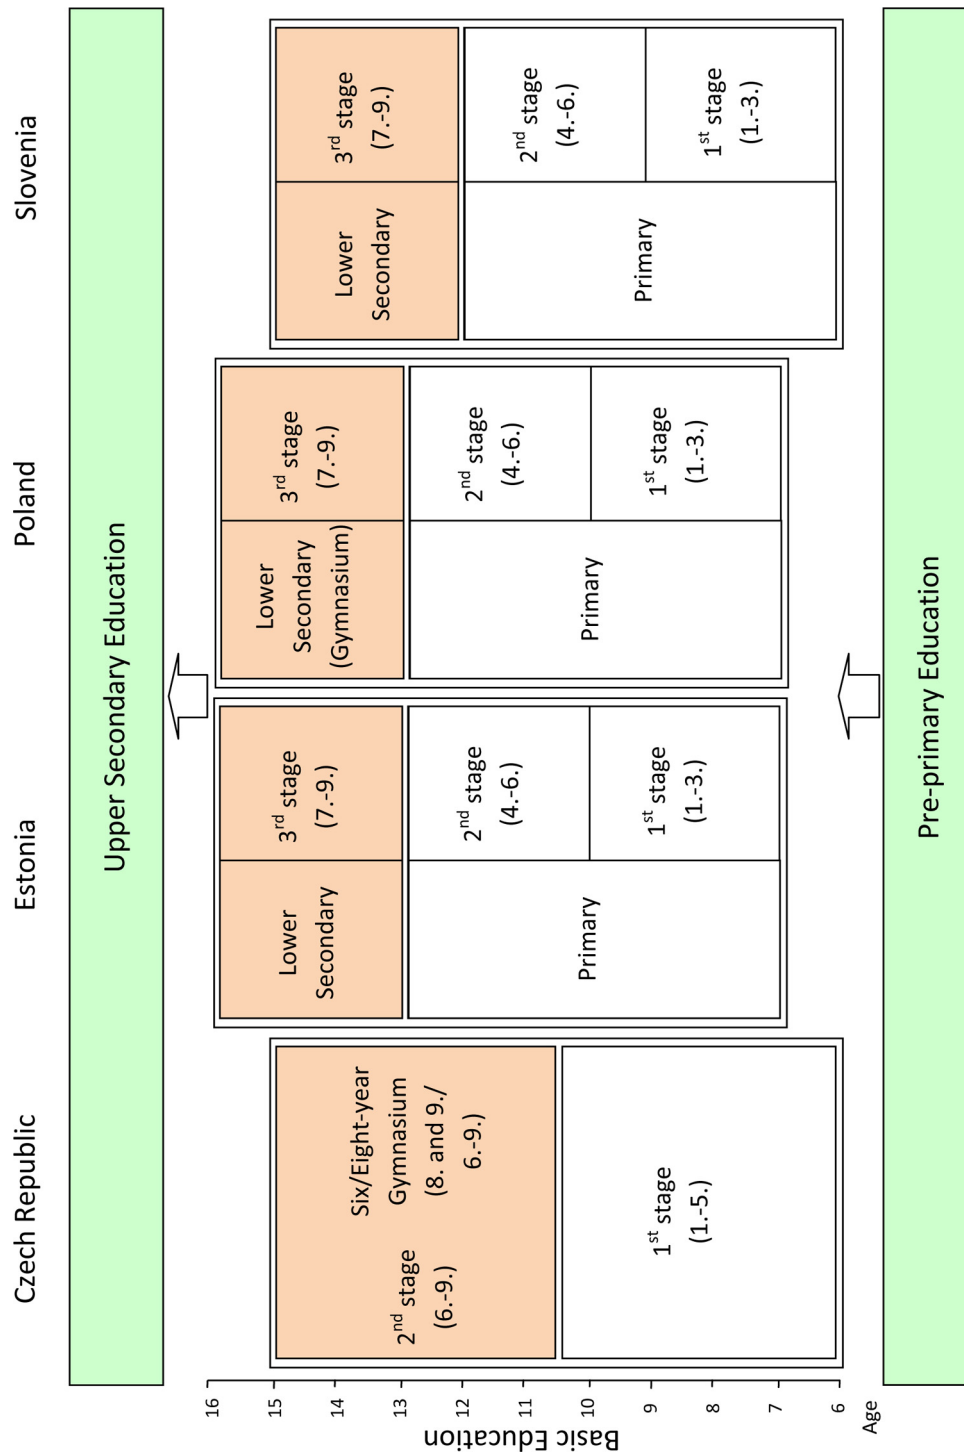 Czech Republic
Estonia
Poland
Slovenia
Upper Secondary Education
Basic Education
16
15
14
13
12
11
10
9
8
7
6
Age
2nd stage
(6.-9.)
Six/Eight-year
Gymnasium
(8. and 9./
6.-9.)
1st stage
(1.-5.)
Lower
Secondary
3rd stage
(7.-9.)
Primary
2nd stage
(4.-6.)
1st stage
(1.-3.)
Lower
Secondary
(Gymnasium)
3rd stage
(7.-9.)
Primary
2nd stage
(4.-6.)
1st stage
(1.-3.)
Lower
Secondary
3rd stage
(7.-9.)
Primary
2nd stage
(4.-6.)
1st stage
(1.-3.)
Pre-primary Education